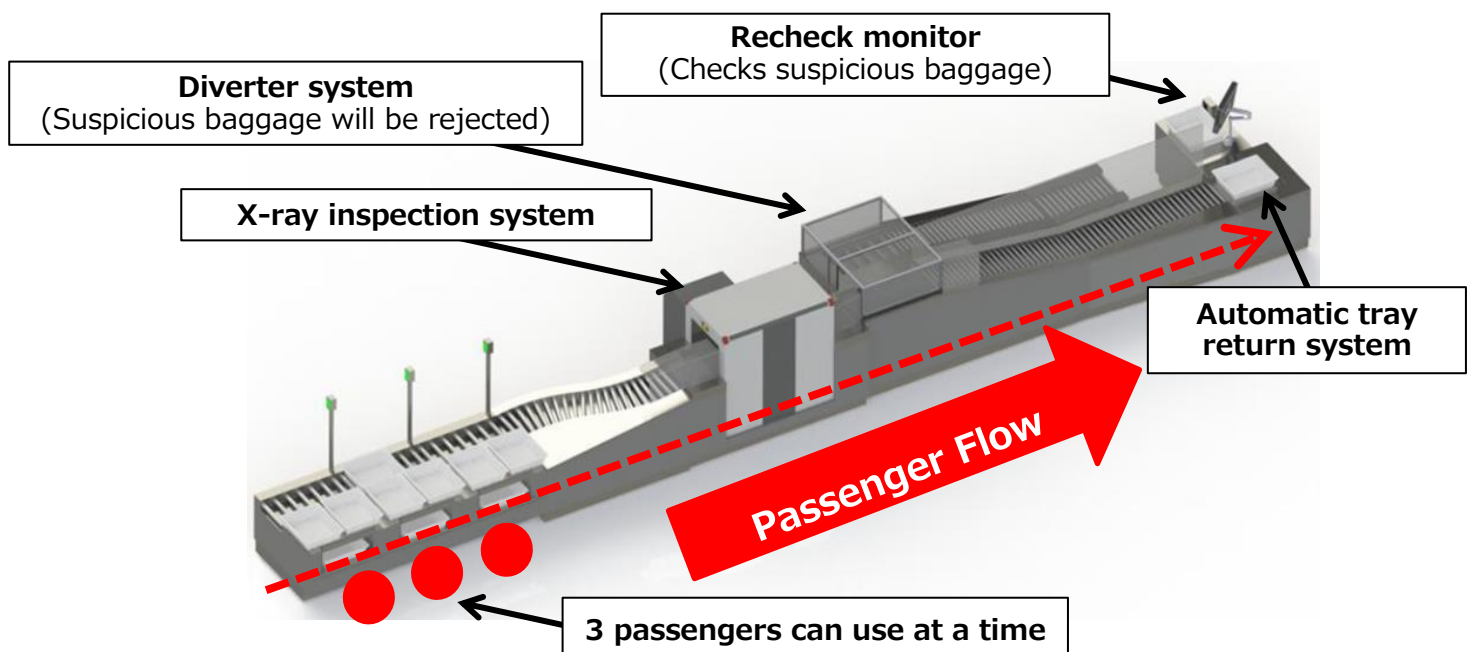 Recheck monitor
(Checks suspicious baggage)
Diverter system
(Suspicious baggage will be rejected)
X-ray inspection system
Automatic tray
return system
Passenger Flow
3 passengers can use at a time